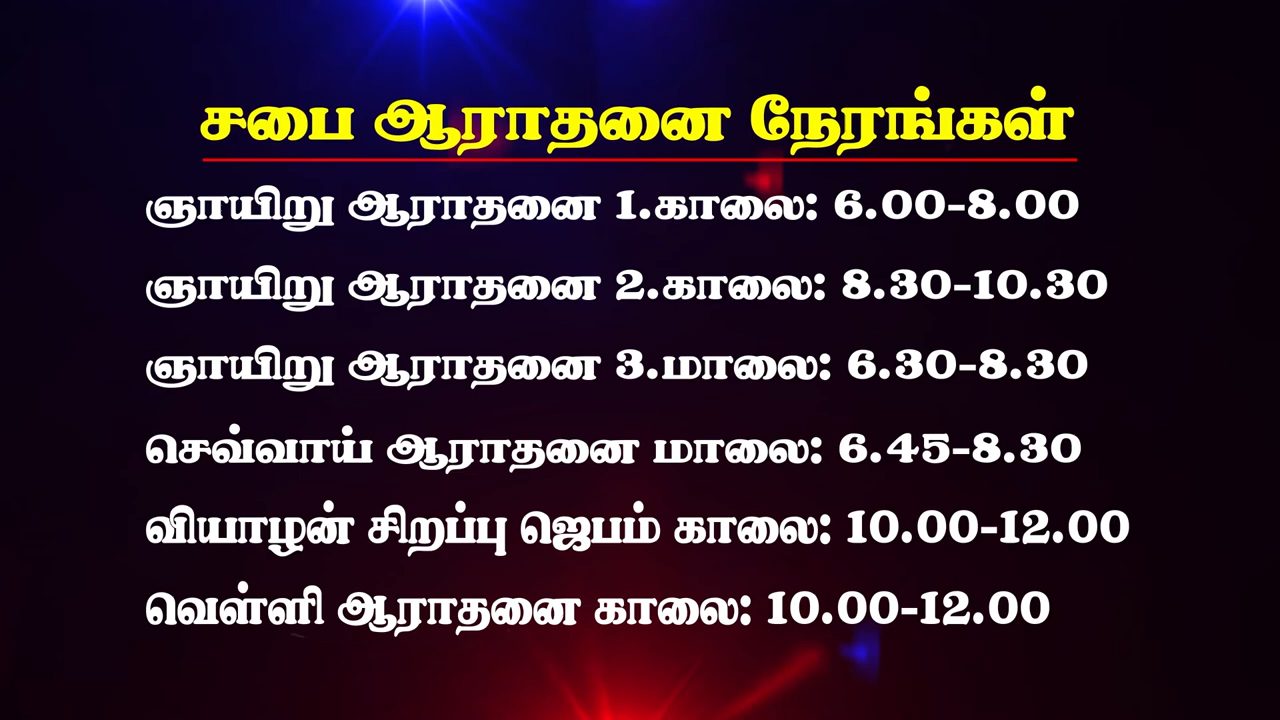 சபை ஆராதனை நேரங்கள்
ஞாயிறு ஆராதனை 1.காலை: 6.00-8.00
ஞாயிறு ஆராதனை 2.காலை: 8.30-10.30
ஞாயிறு ஆராதனை 3.மாலை: 6.30-8.30
செவ்வாய் ஆராதனை மாலை: 6.45-8.30
வியாழன் சிறப்பு ஜெபம் காலை: 10.00-12.00
வெள்ளி ஆராதனை காலை: 10.00-12.00